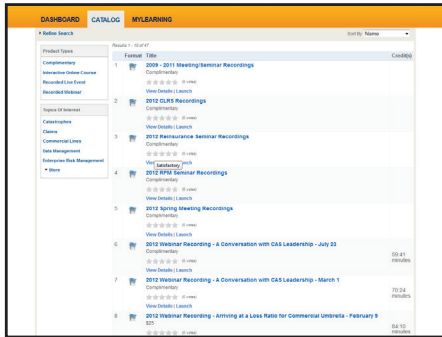 DASHBOARD CATALOG MYLEARNING
Refine Search
Sort By Name
Product Types
Complimentary
Interactive Online Course
Recorded Live Event
Recorded Webinar
Topics Of Interest
Catastrophes
Claims
Commercial Lines
Data Management
Enterprise Risk Management
More
Results 1 - 10 of 47
Format Title Credit(s)
1 2009 - 2011 Meeting/Seminar Recordings
Complimentary
(0 votes)
View Details | Launch
2 2012 CLRS Recordings
Complimentary
(0 votes)
View Details | Launch
3 2012 Reinsurance Seminar Recordings
Complimentary
(0 votes)
Satisfactory
4 2012 RPM Seminar Recordings
Complimentary
(0 votes)
View Details | Launch
5 2012 Spring Meeting Recordings
Complimentary
(0 votes)
View Details | Launch
6 2012 Webinar Recording - A Conversation with CAS Leadership - July 22
Complimentary
59:41 minutes
(0 votes)
View Details | Launch
7 2012 Webinar Recording - A Conversation with CAS Leadership - March 1
Complimentary
70:24 minutes
(0 votes)
View Details | Launch
8 2012 Webinar Recording - Arriving at a Loss Ratio for Commercial Umbrella - February 9
$25
84:10 minutes